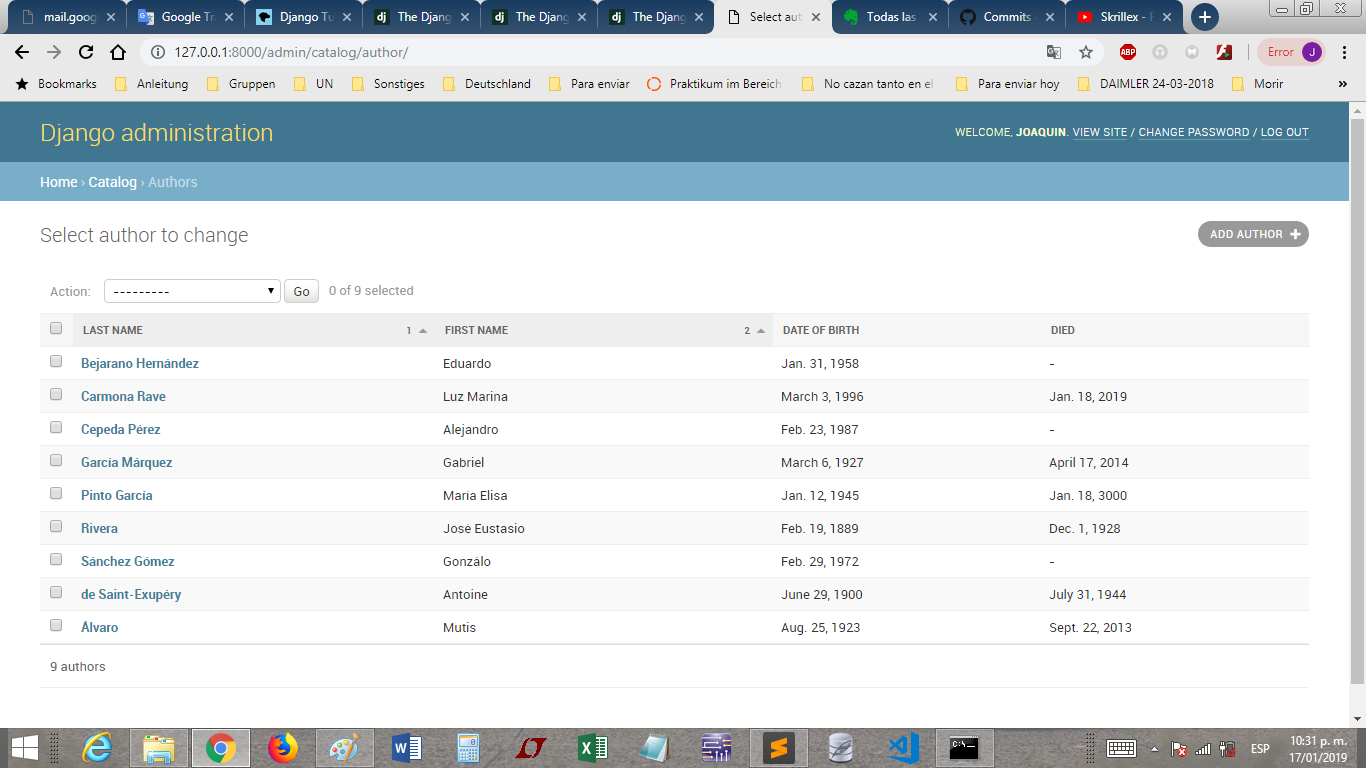 mail.goog
Google Tr
Django Tu
The Djang
The Djang
The Djang
Select aut
Todas las
Commits
Skrillex - F
127.0.0.1:8000/admin/catalog/author/
ABP
Error J
Bookmarks Anleitung Gruppen UN Sonstiges Deutschland Para enviar Praktikum im Bereich No cazan tanto en el Para enviar hoy DAIMLER 24-03-2018 Morir »
Django administration
WELCOME, JOAQUIN. VIEW SITE / CHANGE PASSWORD / LOG OUT
Home › Catalog › Authors
Select author to change
ADD AUTHOR +
Action: --------- Go 0 of 9 selected
LAST NAME 1 FIRST NAME 2 DATE OF BIRTH DIED
Bejarano Hernández Eduardo Jan. 31, 1958 -
Carmona Rave Luz Marina March 3, 1996 Jan. 18, 2019
Cepeda Pérez Alejandro Feb. 23, 1987 -
García Márquez Gabriel March 6, 1927 April 17, 2014
Pinto García María Elisa Jan. 12, 1945 Jan. 18, 3000
Rivera José Eustasio Feb. 19, 1889 Dec. 1, 1928
Sánchez Gómez Gonzálo Feb. 29, 1972 -
de Saint-Exupéry Antoine June 29, 1900 July 31, 1944
Álvaro Mutis Aug. 25, 1923 Sept. 22, 2013
9 authors
ESP
10:31 p. m.
17/01/2019